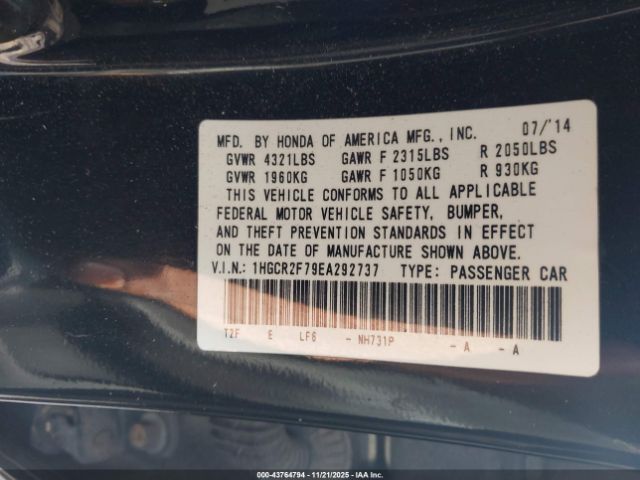 MFD. BY HONDA OF AMERICA MFG., INC. 07/'14
GVWR 4321LBS GAWR F 2315LBS R 2050LBS
GVWR 1960KG GAWR F 1050KG R 930KG
THIS VEHICLE CONFORMS TO ALL APPLICABLE
FEDERAL MOTOR VEHICLE SAFETY, BUMPER,
AND THEFT PREVENTION STANDARDS IN EFFECT
ON THE DATE OF MANUFACTURE SHOWN ABOVE.
V.I.N.: 1HGCR2F79EA292737 TYPE: PASSENGER CAR
T2F E LF6 - NH731P - A - A
000-43764794 - 11/21/2025 - IAA Inc.